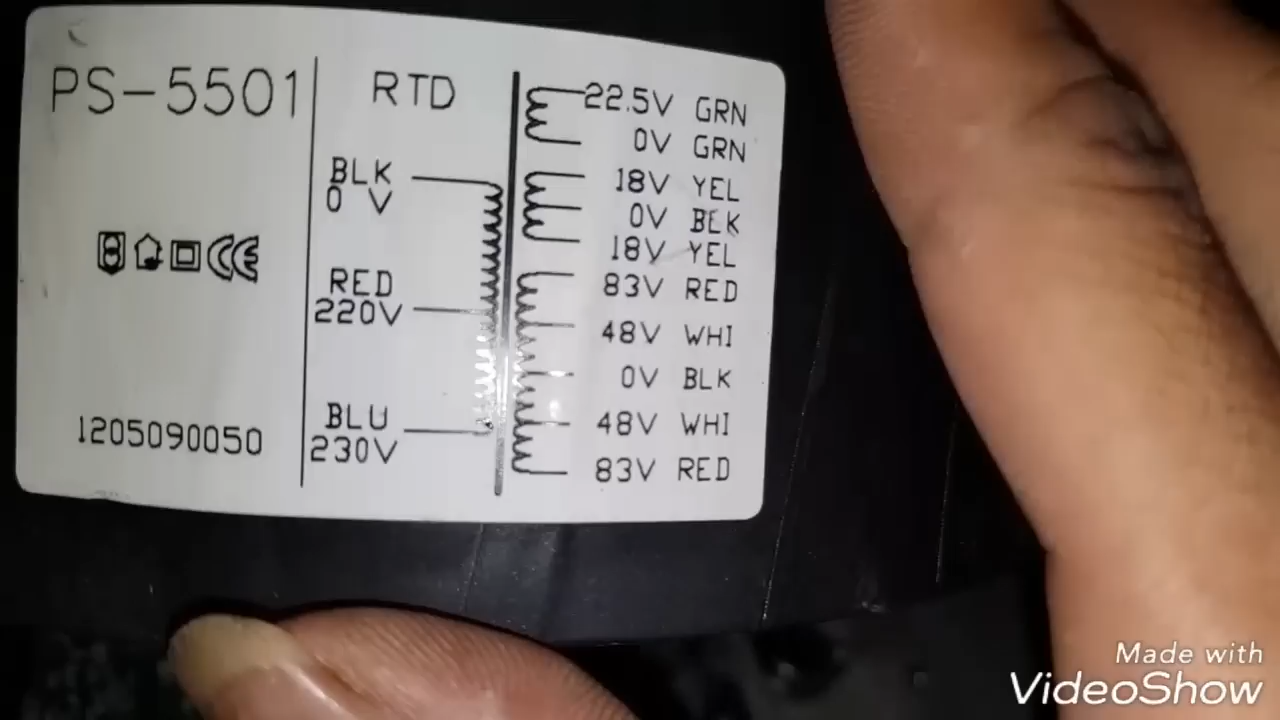 PS-5501
1205090050
RTD
BLK
0 V
RED
220V
BLU
230V
22.5V GRN
0V GRN
18V YEL
0V BLK
18V YEL
83V RED
48V WHI
0V BLK
48V WHI
83V RED
CE
Made with
VideoShow